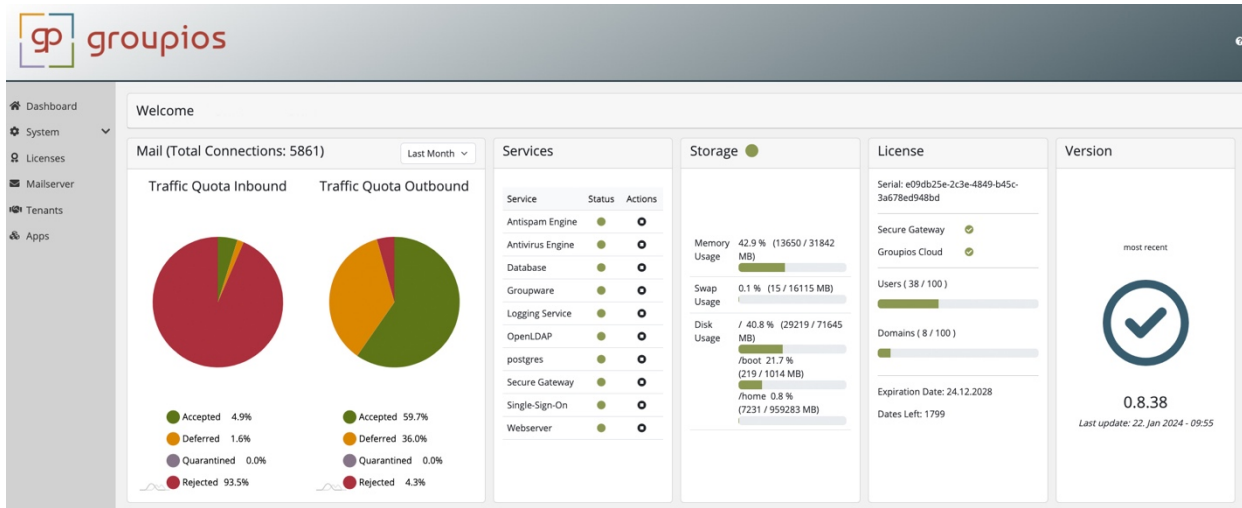 gp groupios
Dashboard
System
Licenses
Mailserver
Tenants
Apps
Welcome
Mail (Total Connections: 5861)
Last Month
Traffic Quota Inbound
Traffic Quota Outbound
Accepted 4.9%
Deferred 1.6%
Quarantined 0.0%
Rejected 93.5%
Accepted 59.7%
Deferred 36.0%
Quarantined 0.0%
Rejected 4.3%
Services
Service Status Actions
Antispam Engine
Antivirus Engine
Database
Groupware
Logging Service
OpenLDAP
postgres
Secure Gateway
Single-Sign-On
Webserver
Storage
Memory
Usage
42.9 % (13650 / 31842
MB)
Swap
Usage
0.1 % (15 / 16115 MB)
Disk
Usage
/ 40.8 % (29219 / 71645
MB)
/boot 21.7 %
(219 / 1014 MB)
/home 0.8 %
(7231 / 959283 MB)
License
Serial: e09db25e-2c3e-4849-b45c-
3a678ed948bd
Secure Gateway
Groupios Cloud
Users ( 38 / 100 )
Domains ( 8 / 100 )
Expiration Date: 24.12.2028
Dates Left: 1799
Version
most recent
0.8.38
Last update: 22. Jan 2024 - 09:55